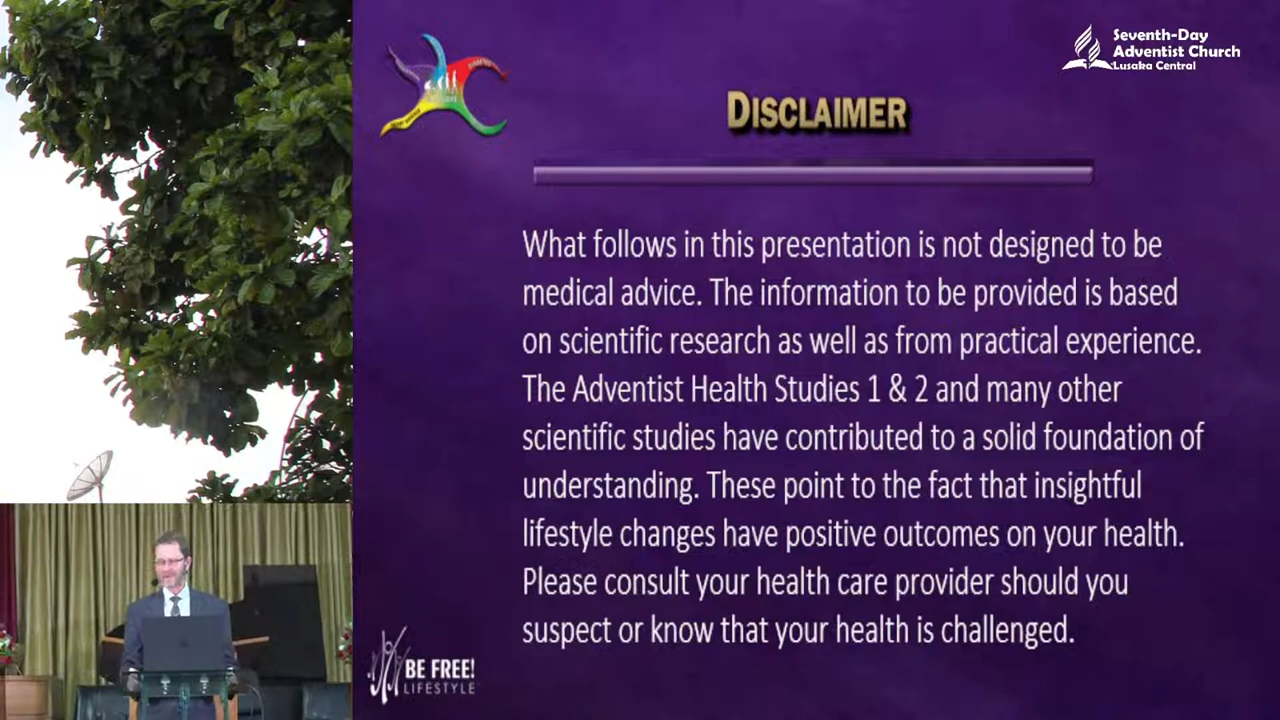 Seventh-Day
Adventist Church
Lusaka Central
DISCLAIMER
What follows in this presentation is not designed to be
medical advice. The information to be provided is based
on scientific research as well as from practical experience.
The Adventist Health Studies 1 & 2 and many other
scientific studies have contributed to a solid foundation of
understanding. These point to the fact that insightful
lifestyle changes have positive outcomes on your health.
Please consult your health care provider should you
suspect or know that your health is challenged.
BE FREE!
LIFESTYLE